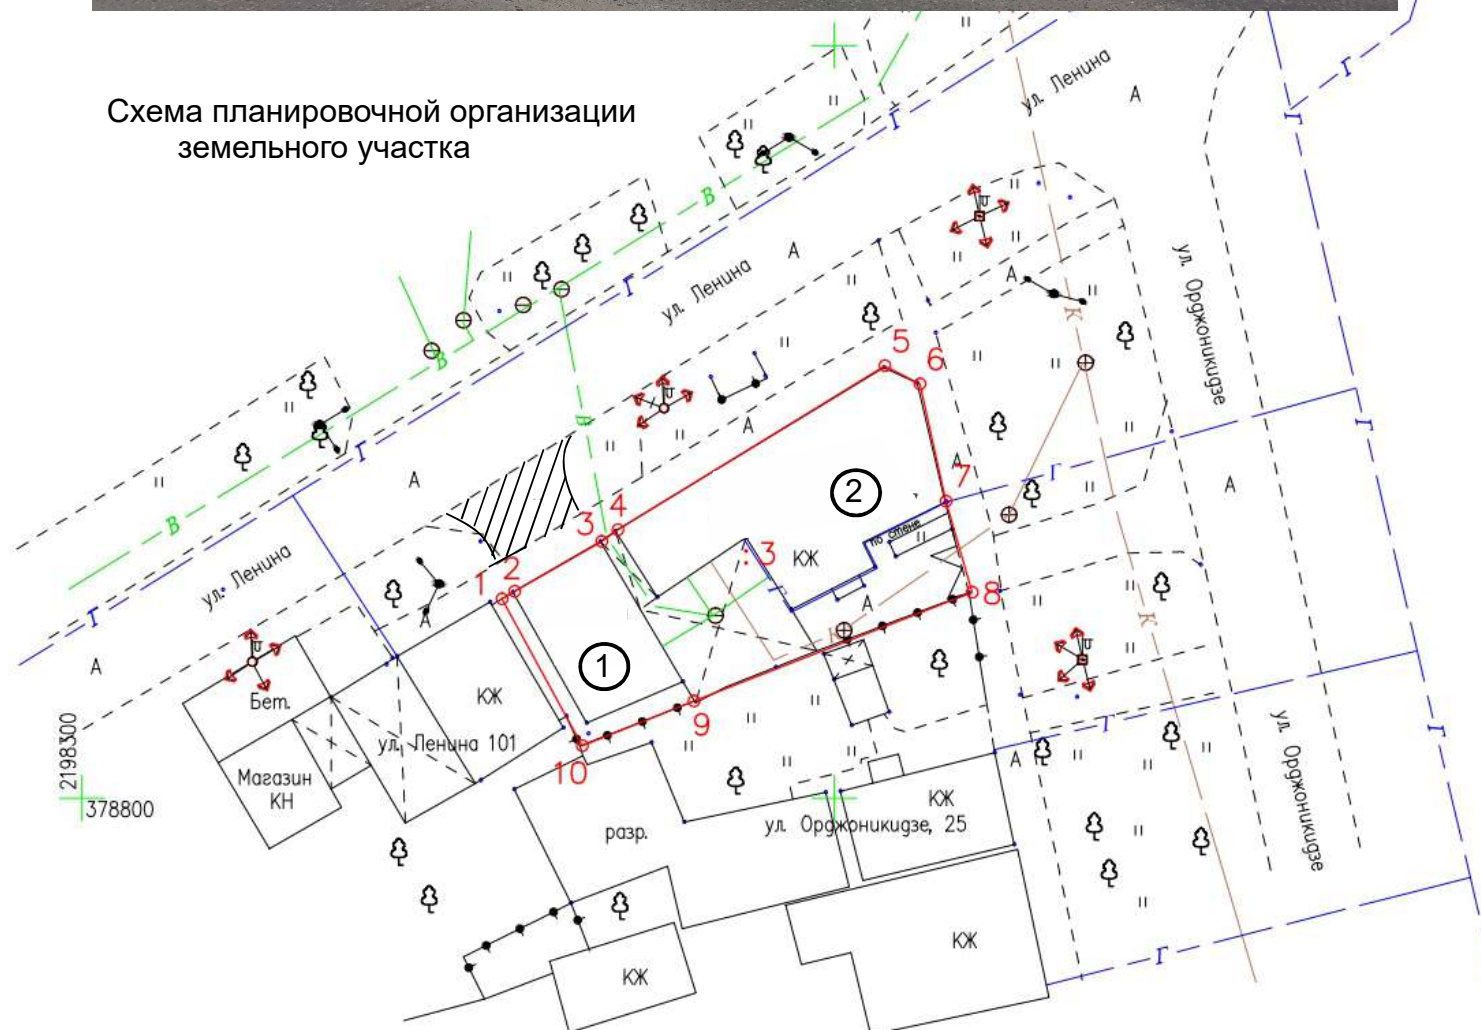 Схема планировочной организации
земельного участка
ул. Ленина
А
ул. Орджоникидзе
ул. Ленина
А
А
В
В
В
В
Г
Г
Г
Г
Г
Г
Г
Г
Г
Г
К
К
К
5
6
7
8
9
10
1
2
3
4
3
2
1
А
А
А
А
А
А
А
А
по стене
КЖ
ул. Ленина
Бет.
КЖ
ул. Ленина 101
Магазин
КН
2198300
378800
разр.
КЖ
ул. Орджоникидзе, 25
ул. Орджоникидзе
КЖ
КЖ